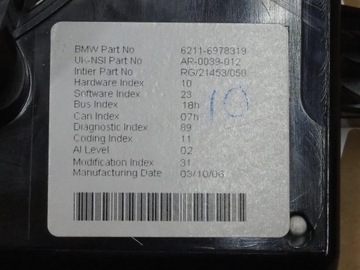 BMW Part No 6211-6978319
UK-NSI Part No AR-0039-012
Intier Part No RG/21453/050
Hardware Index 10
Software Index 23
Bus Index 18h
Can Index 07h
Diagnostic Index 89
Coding Index 11
AI Level 02
Modification Index 31
Manufacturing Date 03/10/06
10